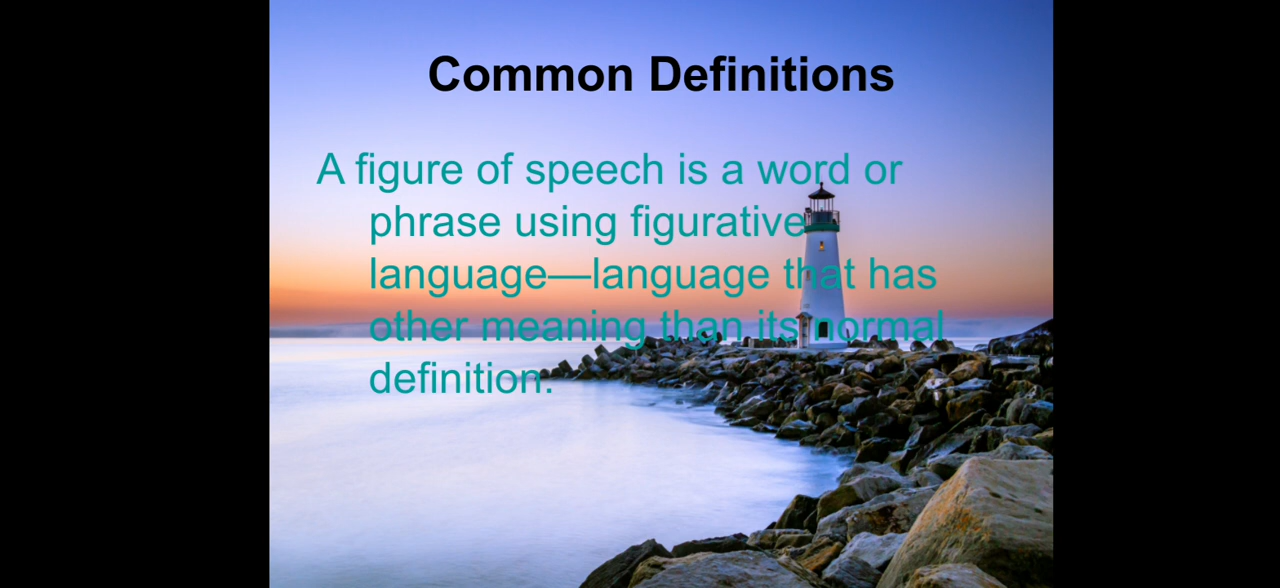 Common Definitions
A figure of speech is a word or
phrase using figurative
language—language that has
other meaning than its normal
definition.